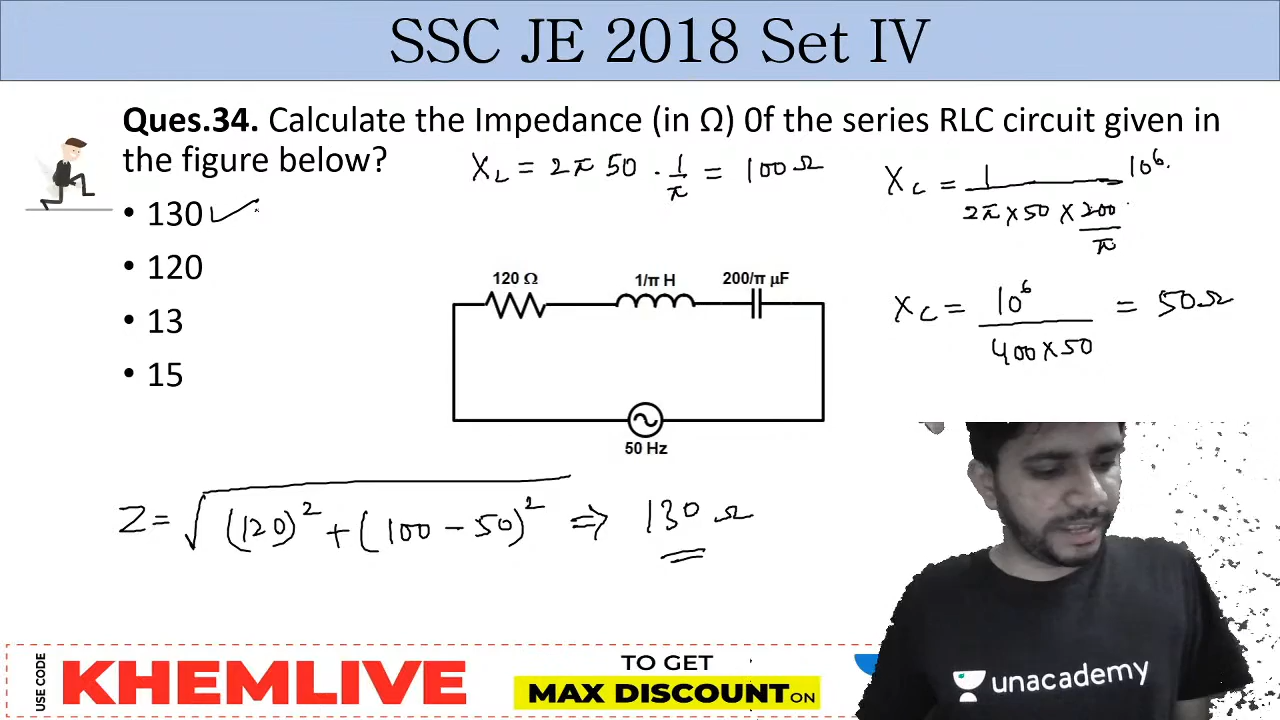 SSC JE 2018 Set IV
Ques.34. Calculate the Impedance (in Ω) 0f the series RLC circuit given in
the figure below?
X_L = 2π 50 · 1/π = 100 Ω
X_C = 1/(2π × 50 × 200/π) 10⁶
• 130 ✓
• 120
• 13
• 15
120 Ω
1/π H
200/π μF
X_C = 10⁶/(400×50) = 50Ω
50 Hz
Z = √((120)² + (100 – 50)²) ⇒ 130 Ω
USE CODE
KHEMLIVE
TO GET
MAX DISCOUNT ON
unacademy